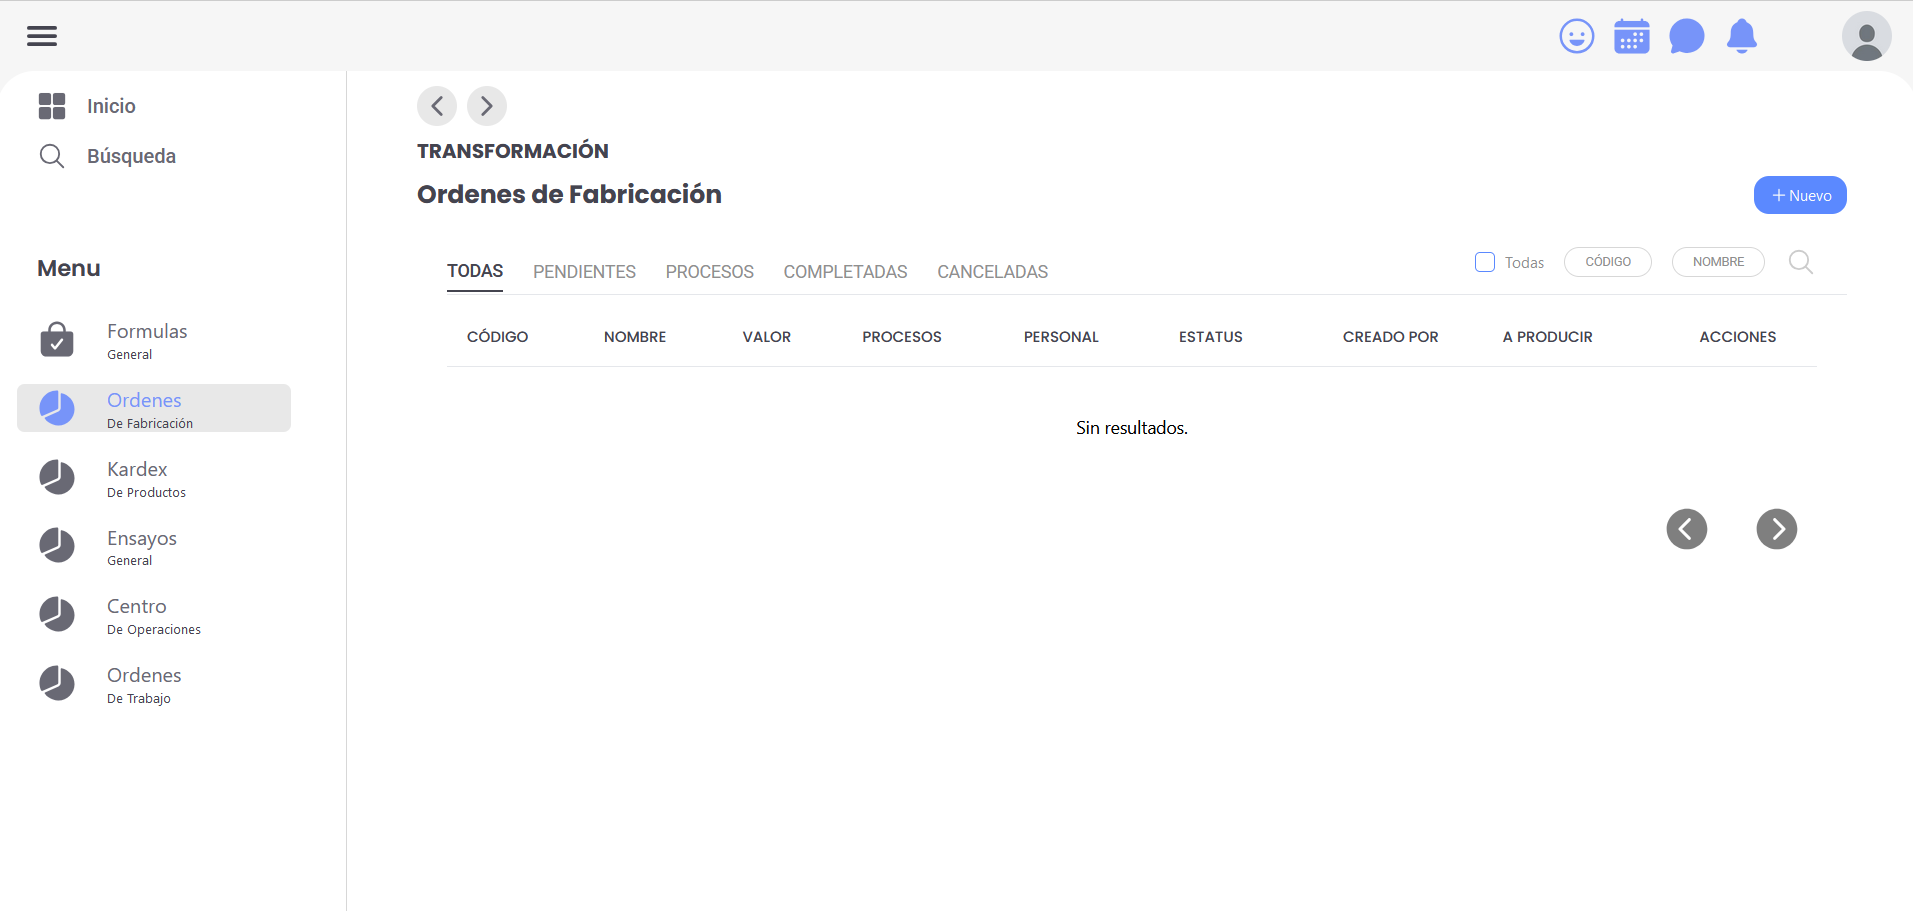 Inicio
Búsqueda
Menu
Formulas
General
Ordenes
De Fabricación
Kardex
De Productos
Ensayos
General
Centro
De Operaciones
Ordenes
De Trabajo
TRANSFORMACIÓN
Ordenes de Fabricación
+ Nuevo
TODAS PENDIENTES PROCESOS COMPLETADAS CANCELADAS Todas CÓDIGO NOMBRE
CÓDIGO NOMBRE VALOR PROCESOS PERSONAL ESTATUS CREADO POR A PRODUCIR ACCIONES
Sin resultados.